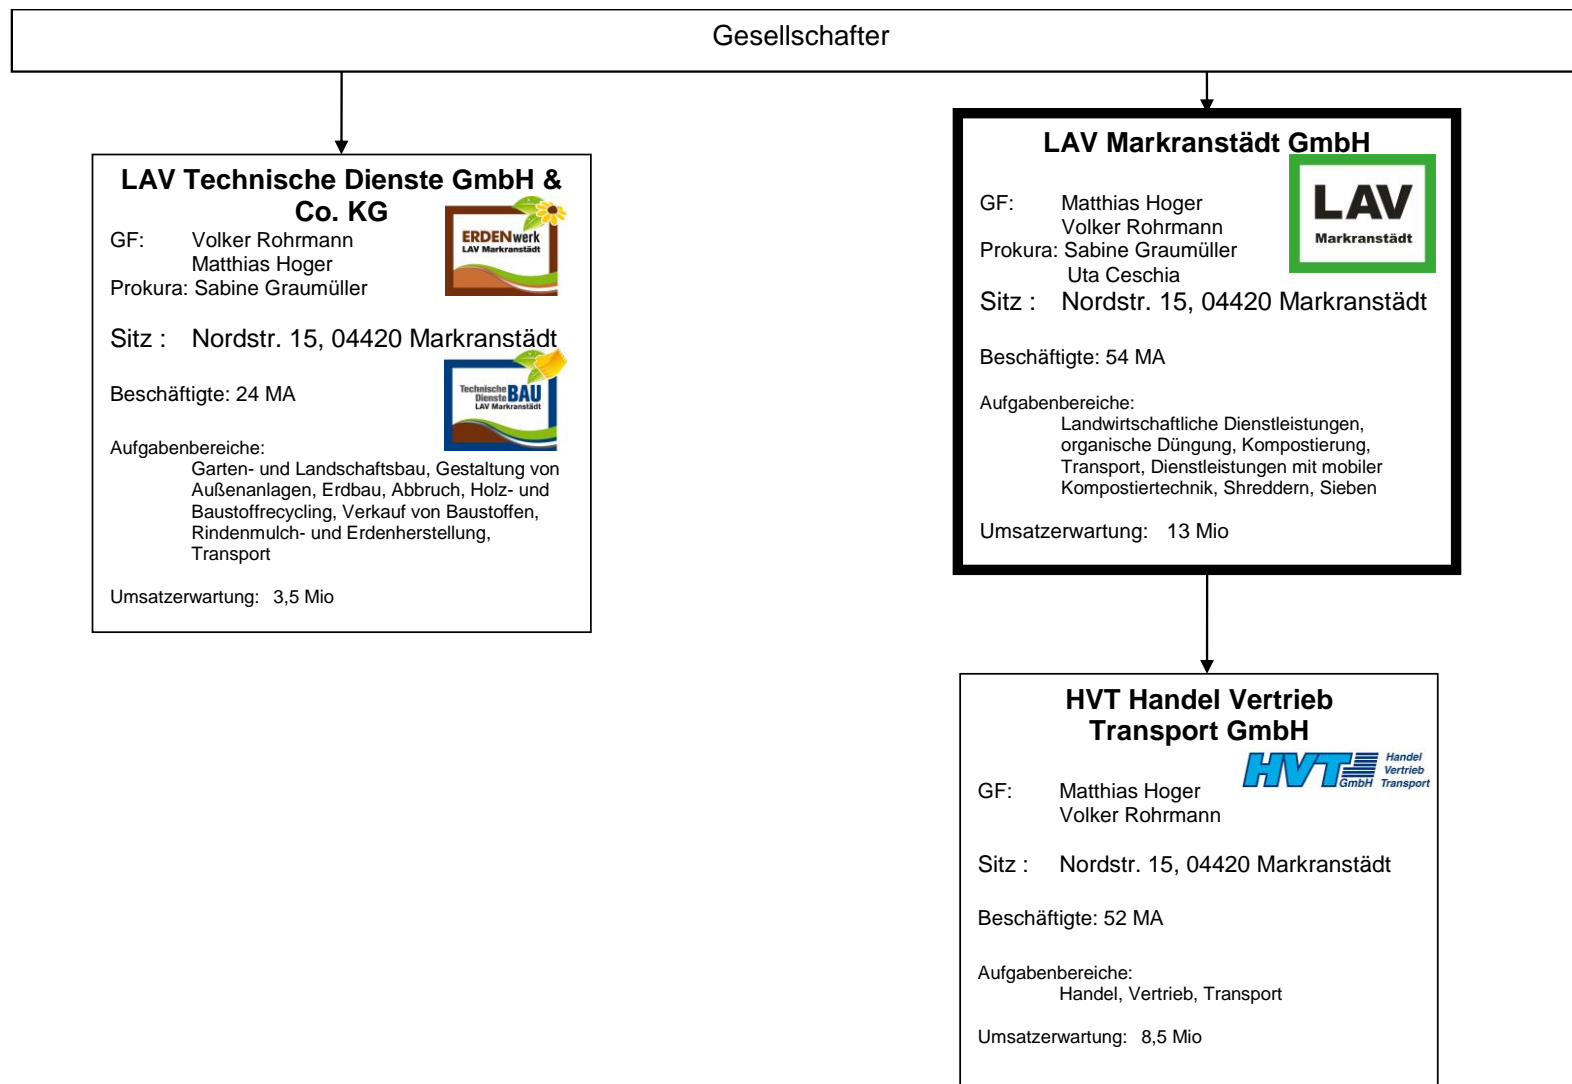 Gesellschafter
LAV Technische Dienste GmbH &
Co. KG
GF: Volker Rohrmann
Matthias Hoger
Prokura: Sabine Graumüller
ERDENwerk
LAV Markranstädt
Sitz : Nordstr. 15, 04420 Markranstädt
Technische
Dienste BAU
LAV Markranstädt
Beschäftigte: 24 MA
Aufgabenbereiche:
Garten- und Landschaftsbau, Gestaltung von
Außenanlagen, Erdbau, Abbruch, Holz- und
Baustoffrecycling, Verkauf von Baustoffen,
Rindenmulch- und Erdenherstellung,
Transport
Umsatzerwartung: 3,5 Mio
LAV Markranstädt GmbH
GF: Matthias Hoger
Volker Rohrmann
Prokura: Sabine Graumüller
Uta Ceschia
LAV
Markranstädt
Sitz : Nordstr. 15, 04420 Markranstädt
Beschäftigte: 54 MA
Aufgabenbereiche:
Landwirtschaftliche Dienstleistungen,
organische Düngung, Kompostierung,
Transport, Dienstleistungen mit mobiler
Kompostiertechnik, Shreddern, Sieben
Umsatzerwartung: 13 Mio
HVT Handel Vertrieb
Transport GmbH
HVT GmbH
Handel
Vertrieb
Transport
GF: Matthias Hoger
Volker Rohrmann
Sitz : Nordstr. 15, 04420 Markranstädt
Beschäftigte: 52 MA
Aufgabenbereiche:
Handel, Vertrieb, Transport
Umsatzerwartung: 8,5 Mio